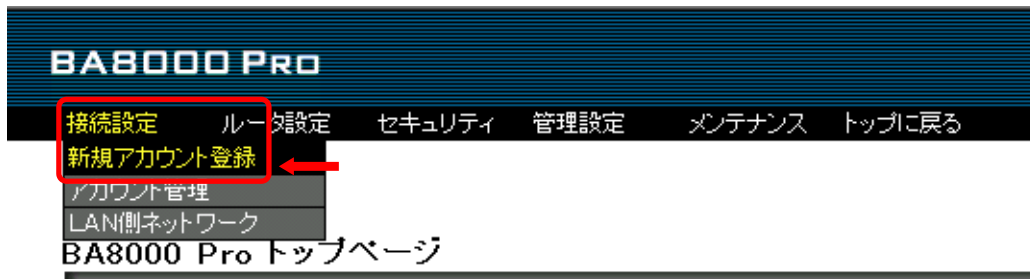 BA8000 PRO
接続設定 ルータ設定 セキュリティ 管理設定 メンテナンス トップに戻る
新規アカウント登録
アカウント管理
LAN側ネットワーク
BA8000 Pro トップページ